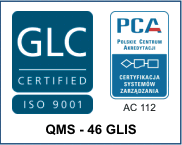 GLC
CERTIFIED
ISO 9001
PCA
POLSKIE CENTRUM
AKREDYTACJI
CERTYFIKACJA
SYSTEMÓW
ZARZĄDZANIA
AC 112
QMS - 46 GLIS